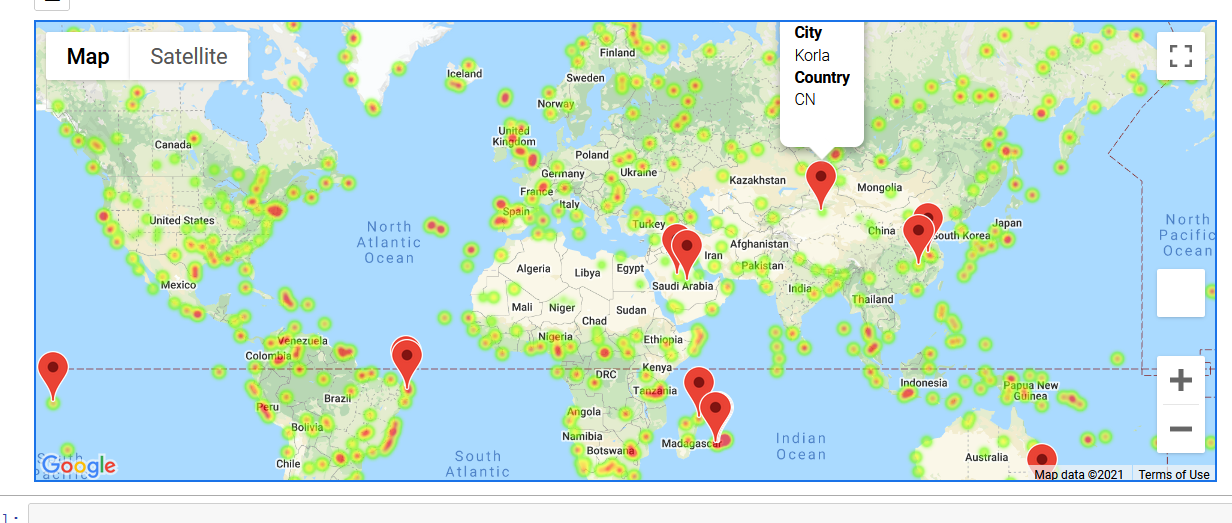 Map
Satellite
City
Korla
Country
CN
Iceland
Finland
Sweden
Norway
United
Kingdom
Canada
Poland
Germany
Ukraine
Kazakhstan
Mongolia
France
Italy
Spain
United States
North
Atlantic
Ocean
Turkey
China
South Korea
Japan
North
Pacific
Ocean
Afghanistan
Iran
Pakistan
Algeria
Libya
Egypt
Saudi Arabia
Mexico
India
Thailand
Mali
Niger
Sudan
Chad
Nigeria
Ethiopia
Venezuela
Colombia
Kenya
DRC
Tanzania
Indonesia
Papua New
Guinea
Brazil
Peru
Angola
Bolivia
Namibia
Botswana
Madagascar
Indian
Ocean
Australia
Chile
South
Atlantic
South
Pacific
Google
Map data ©2021
Terms of Use